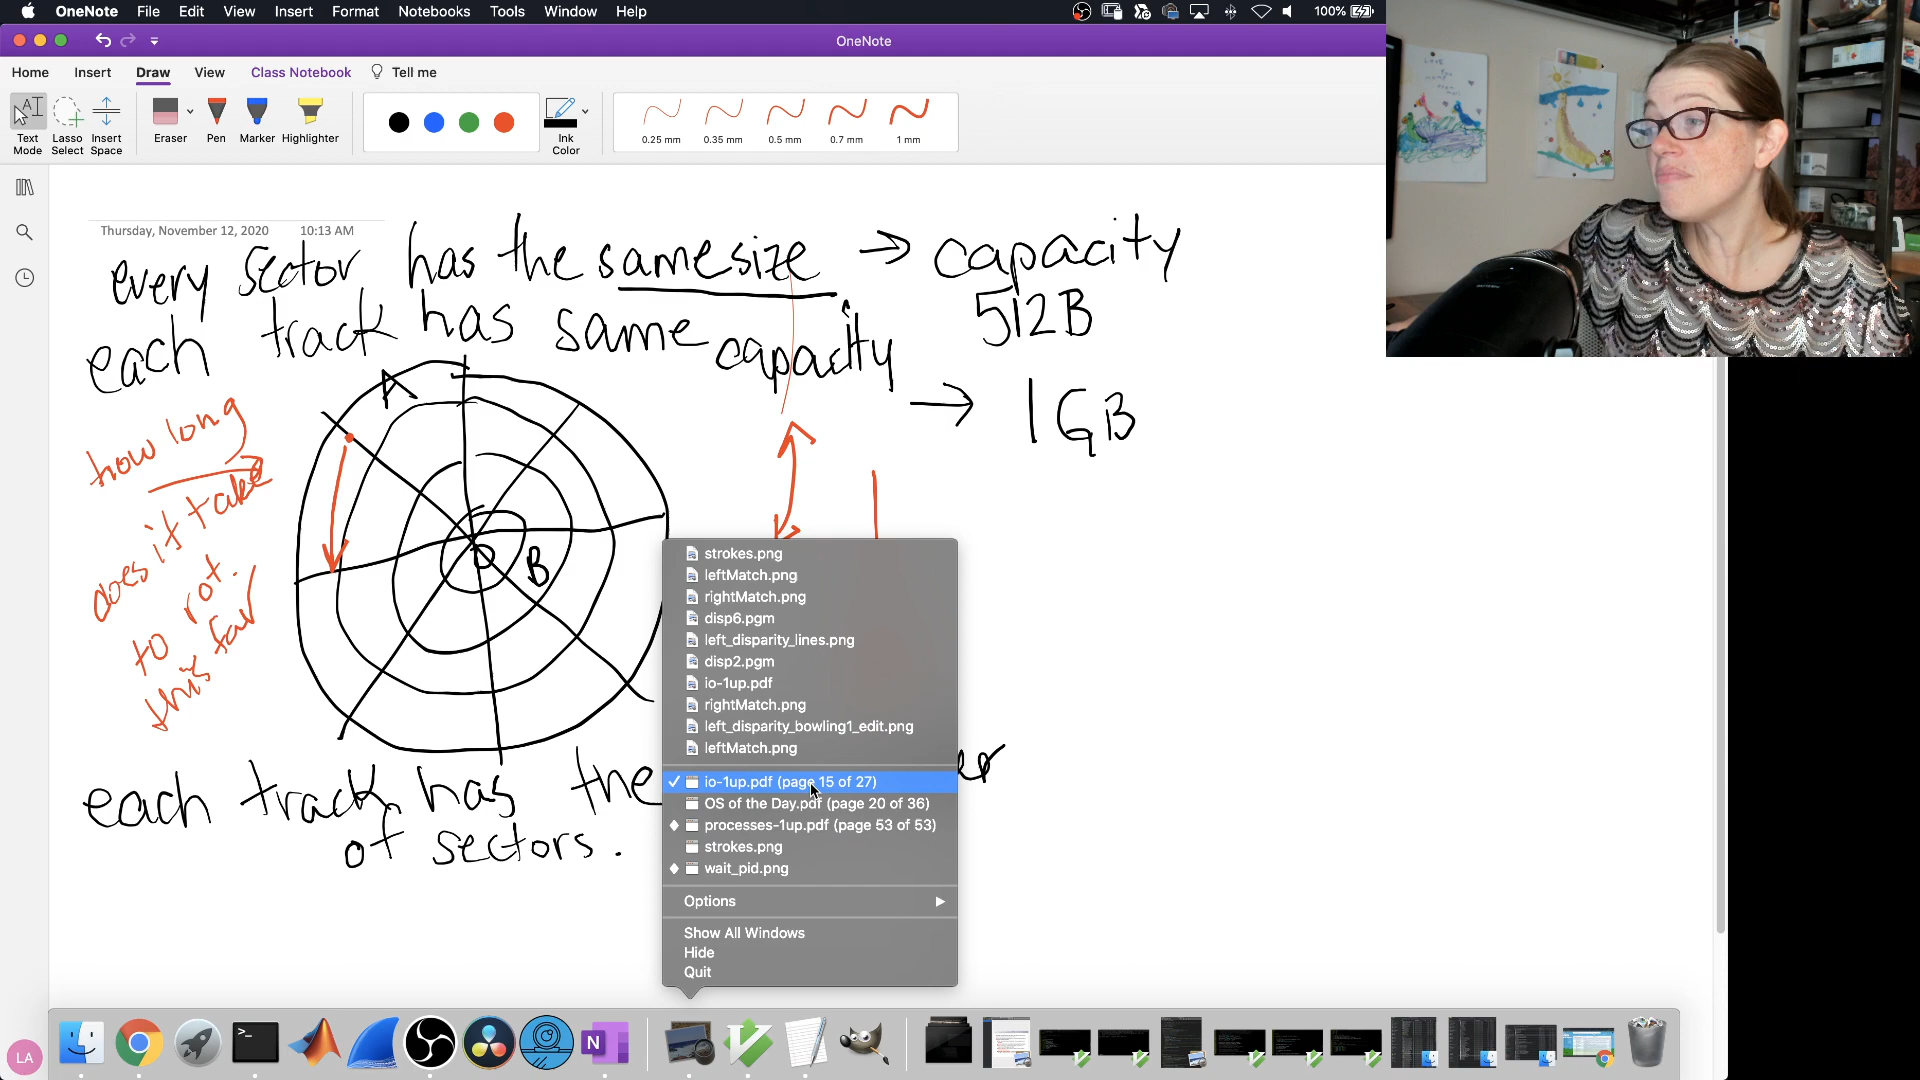 OneNote File Edit View Insert Format Notebooks Tools Window Help 100%
OneNote
Home Insert Draw View Class Notebook Tell me
Text Mode
Lasso Select
Insert Space
Eraser
Pen
Marker
Highlighter
Ink Color
0.25 mm 0.35 mm 0.5 mm 0.7 mm 1 mm
Thursday, November 12, 2020 10:13 AM
every sector has the same size → capacity
512B
each track has same capacity → 1GB
A
B
how long
does it take
to rot.
this far
each track has the
of sectors.
strokes.png
leftMatch.png
rightMatch.png
disp6.pgm
left_disparity_lines.png
disp2.pgm
io-1up.pdf
rightMatch.png
left_disparity_bowling1_edit.png
leftMatch.png
✓ io-1up.pdf (page 15 of 27)
OS of the Day.pdf (page 20 of 36)
processes-1up.pdf (page 53 of 53)
strokes.png
wait_pid.png
Options
Show All Windows
Hide
Quit
LA
N